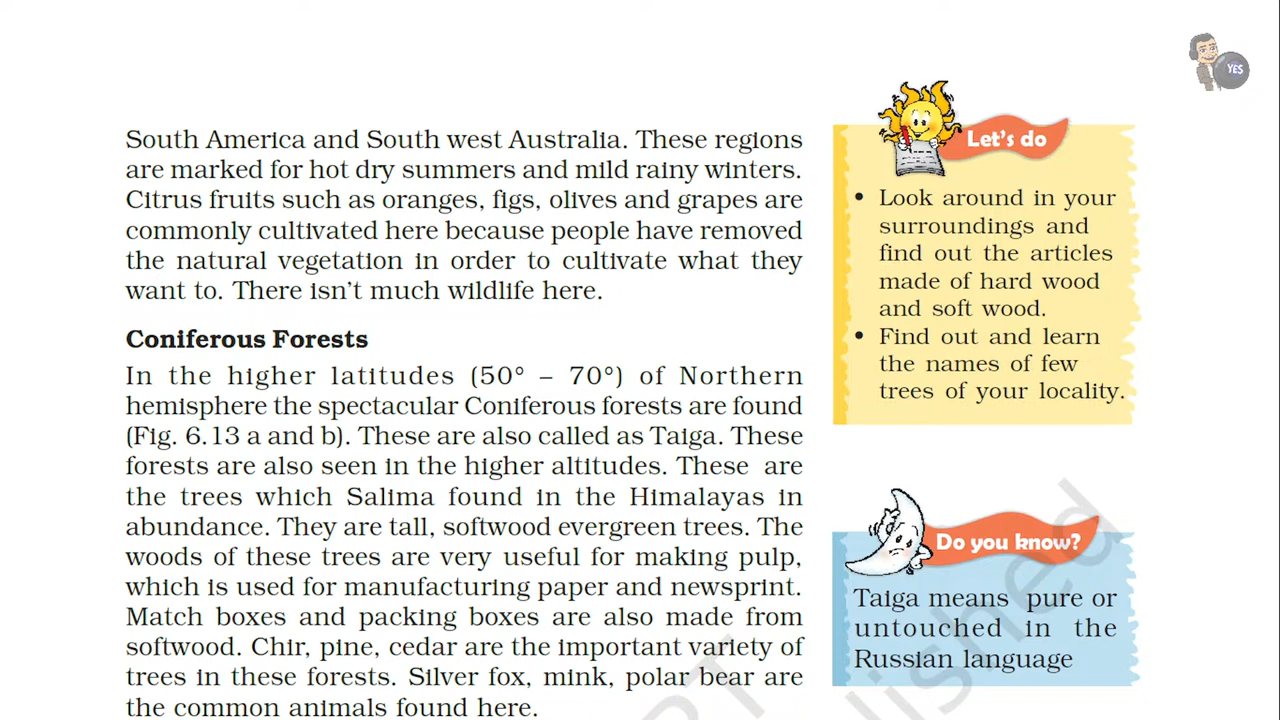 YES
South America and South west Australia. These regions
are marked for hot dry summers and mild rainy winters.
Citrus fruits such as oranges, figs, olives and grapes are
commonly cultivated here because people have removed
the natural vegetation in order to cultivate what they
want to. There isn't much wildlife here.
Coniferous Forests
In the higher latitudes (50° – 70°) of Northern
hemisphere the spectacular Coniferous forests are found
(Fig. 6.13 a and b). These are also called as Taiga. These
forests are also seen in the higher altitudes. These are
the trees which Salima found in the Himalayas in
abundance. They are tall, softwood evergreen trees. The
woods of these trees are very useful for making pulp,
which is used for manufacturing paper and newsprint.
Match boxes and packing boxes are also made from
softwood. Chir, pine, cedar are the important variety of
trees in these forests. Silver fox, mink, polar bear are
the common animals found here.
Let's do
• Look around in your
surroundings and
find out the articles
made of hard wood
and soft wood.
• Find out and learn
the names of few
trees of your locality.
Do you know?
Taiga means pure or
untouched in the
Russian language